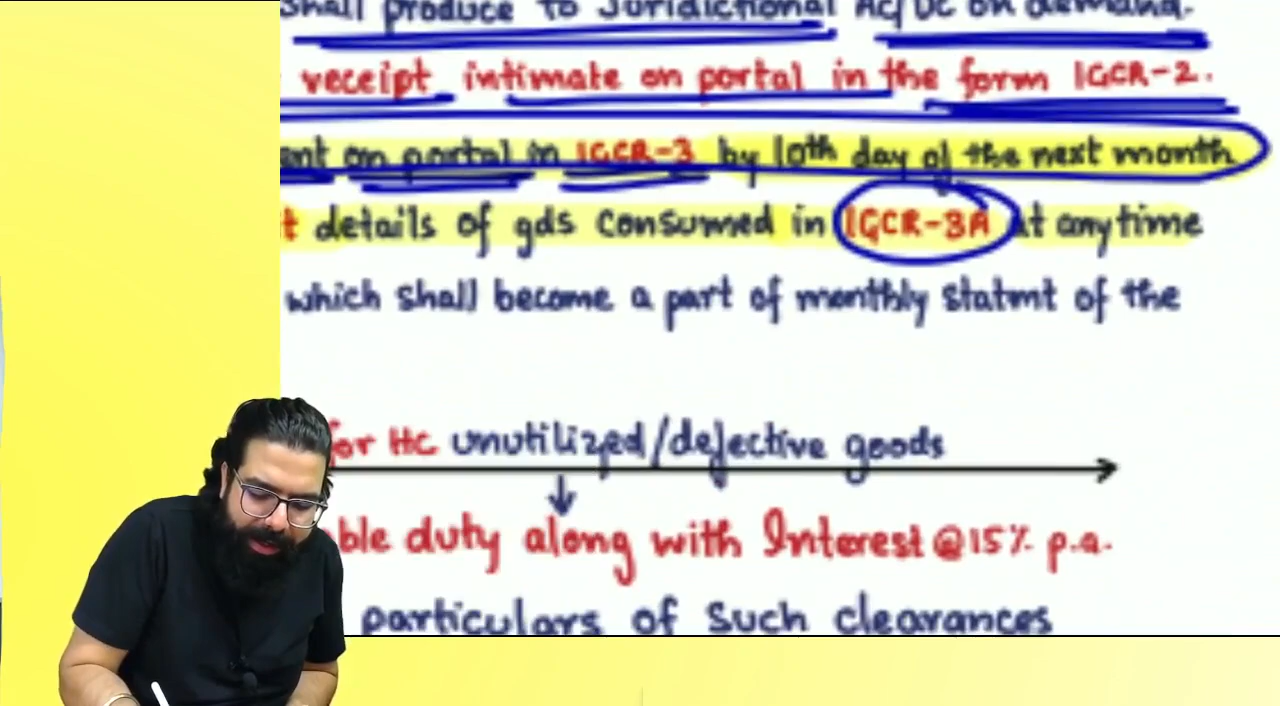 shall produce to Juridictional AC/DC on demand.
receipt intimate on portal in the form IGCR-2.
on portal in IGCR-3 by 10th day of the next month
details of gds consumed in IGCR-3A at anytime
which shall become a part of monthly statmt of the
for HC unutilized/defective goods
ble duty along with Interest @15% p.a.
particulars of such clearances